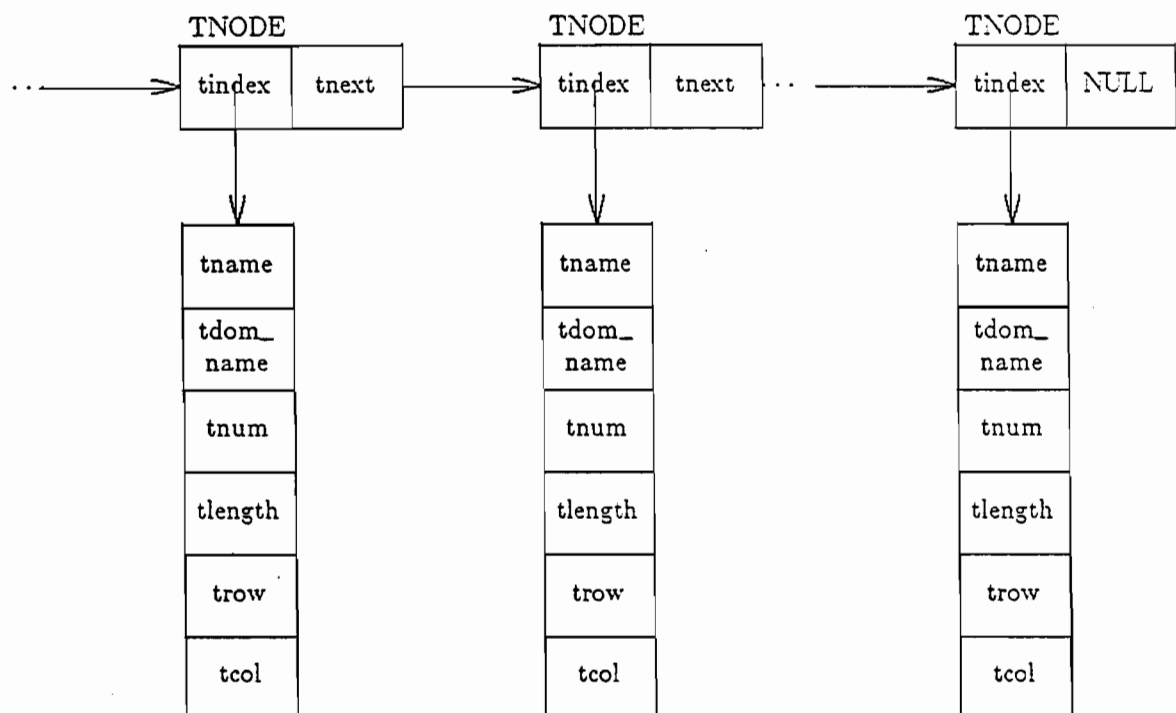 TNODE TNODE TNODE
... tindex tnext tindex tnext ... tindex NULL
tname tname tname
tdom_ tdom_ tdom_
name name name
tnum tnum tnum
tlength tlength tlength
trow trow trow
tcol tcol tcol